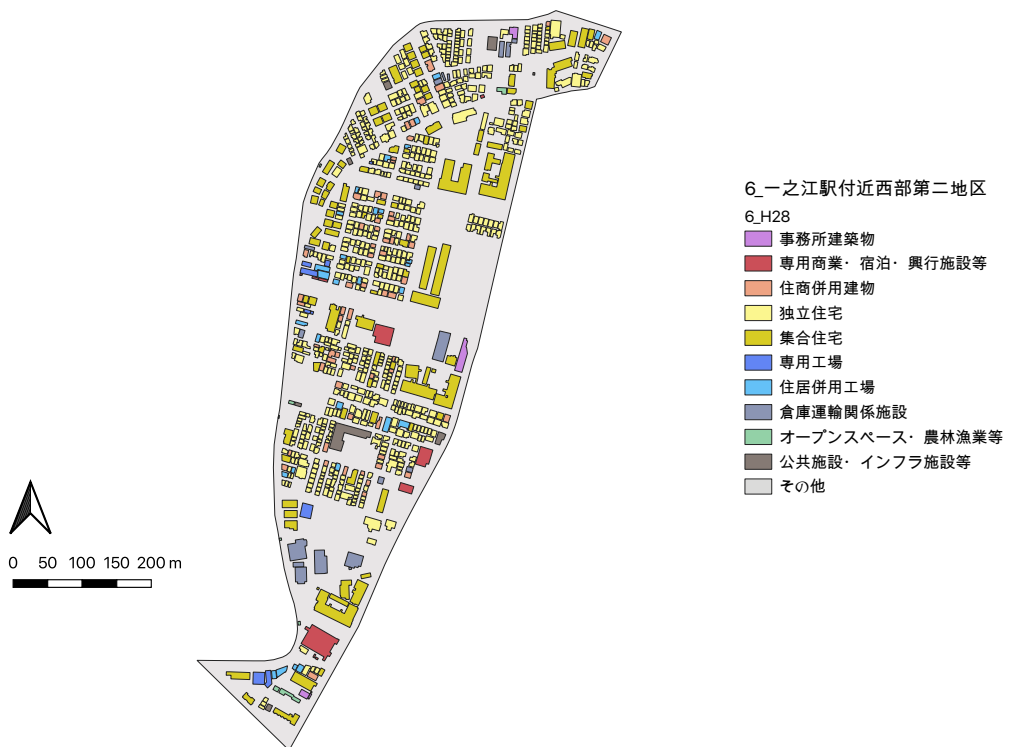 6_一之江駅付近西部第二地区
6_H28
事務所建築物
専用商業・宿泊・興行施設等
住商併用建物
独立住宅
集合住宅
専用工場
住居併用工場
倉庫運輸関係施設
オープンスペース・農林漁業等
公共施設・インフラ施設等
その他
0 50 100 150 200 m